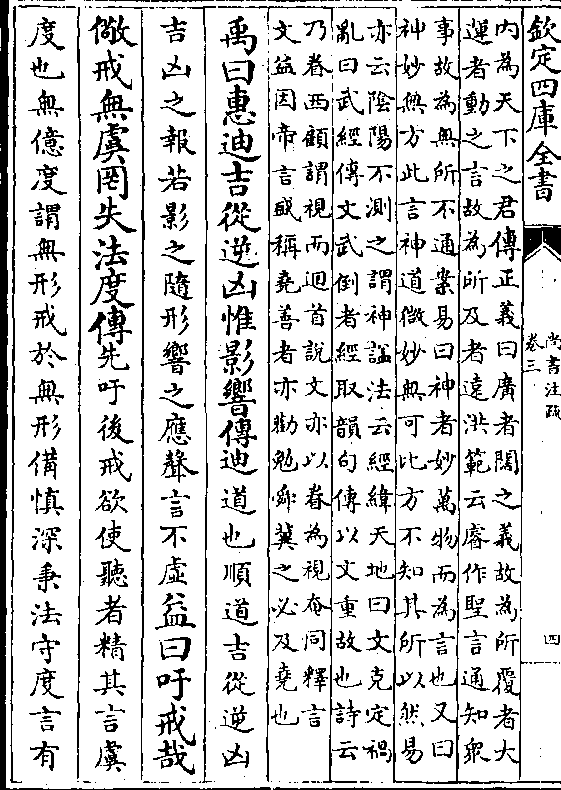 欽定四庫全書
尚書注疏
卷三
四
内為天下之君傳正義曰廣者闊之義故為所覆者大
運者動之言故為所及者逺洪範云睿作聖言通知衆
事故為無所不通案易曰神者妙萬物而為言也又曰
神妙無方此言神道微妙無可比方不知其所以然易
亦云陰陽不測之謂神諡法云經緯天地曰文克定禍
亂曰武經傳文武倒者經取韻句傳以文重故也詩云
乃眷西顧謂視而迴首説文亦以眷為視奄同釋言
文益因帝言盛稱堯善者亦勸勉舜冀之必及堯也
禹曰惠迪吉從逆凶惟影響傳迪道也順道吉從逆凶
吉凶之報若影之隨形響之應聲言不虚益曰吁戒哉
儆戒無虞罔失法度傳先吁後戒欲使聽者精其言虞
度也無億度謂無形戒於無形備慎深秉法守度言有